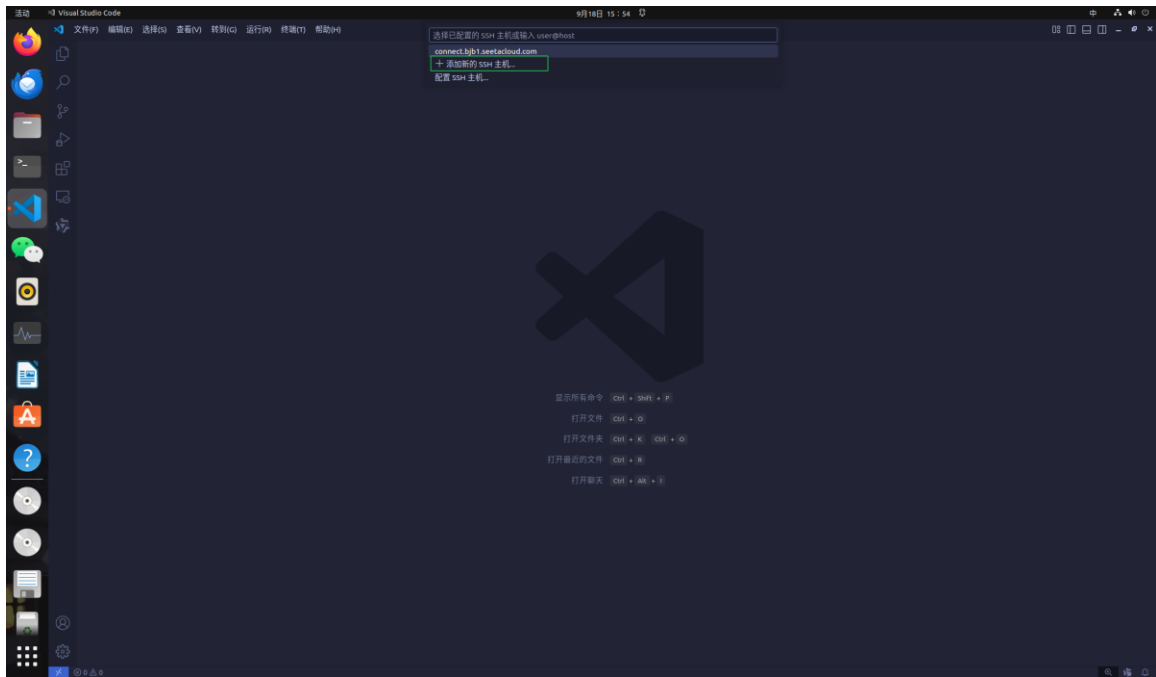 活动
Visual Studio Code
9月18日 15：54
中
文件(F) 编辑(E) 选择(S) 查看(V) 转到(G) 运行(R) 终端(T) 帮助(H)
选择已配置的 SSH 主机或输入 user@host
connect.bjb1.seetacloud.com
+ 添加新的 SSH 主机...
配置 SSH 主机...
显示所有命令 Ctrl + Shift + P
打开文件 Ctrl + O
打开文件夹 Ctrl + K Ctrl + O
打开最近的文件 Ctrl + R
打开聊天 Ctrl + Alt + I
0 0